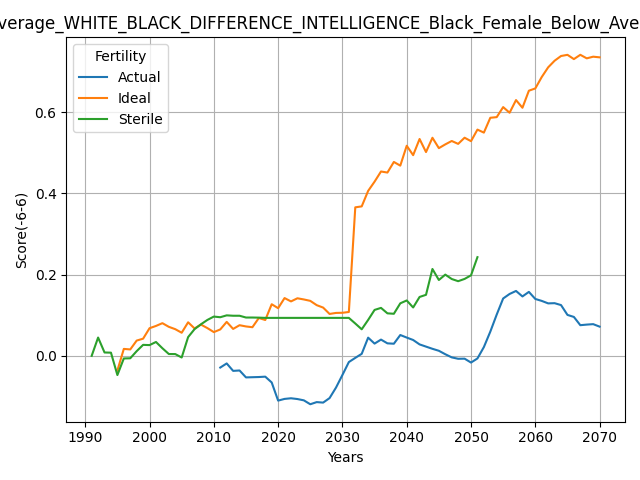 verage_WHITE_BLACK_DIFFERENCE_INTELLIGENCE_Black_Female_Below_Ave
Fertility
Actual
Ideal
Sterile
Score(-6-6)
0.6
0.4
0.2
0.0
1990 2000 2010 2020 2030 2040 2050 2060 2070
Years